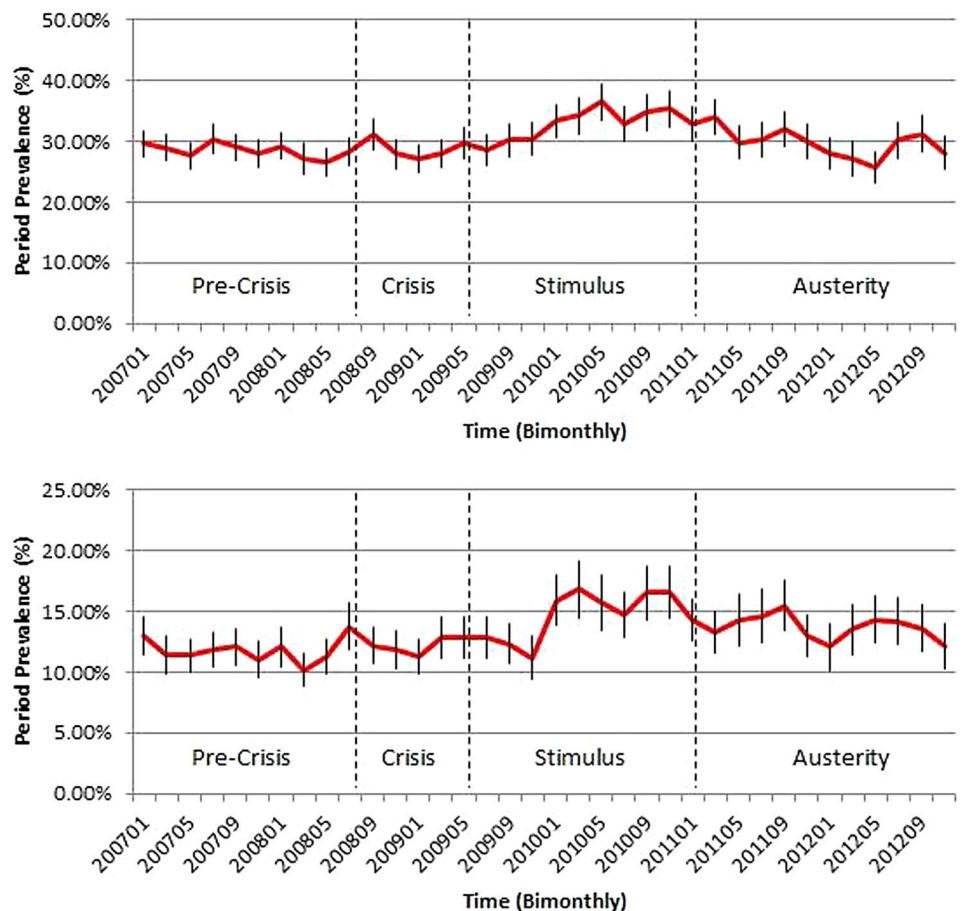 50.00%
40.00%
30.00%
20.00%
10.00%
0.00%
Period Prevalence (%)
Pre-Crisis Crisis Stimulus Austerity
200701 200705 200709 200801 200805 200809 200901 200905 200909 201001 201005 201009 201101 201105 201109 201201 201205 201209
Time (Bimonthly)
25.00%
20.00%
15.00%
10.00%
5.00%
0.00%
Period Prevalence (%)
Pre-Crisis Crisis Stimulus Austerity
200701 200705 200709 200801 200805 200809 200901 200905 200909 201001 201005 201009 201101 201105 201109 201201 201205 201209
Time (Bimonthly)